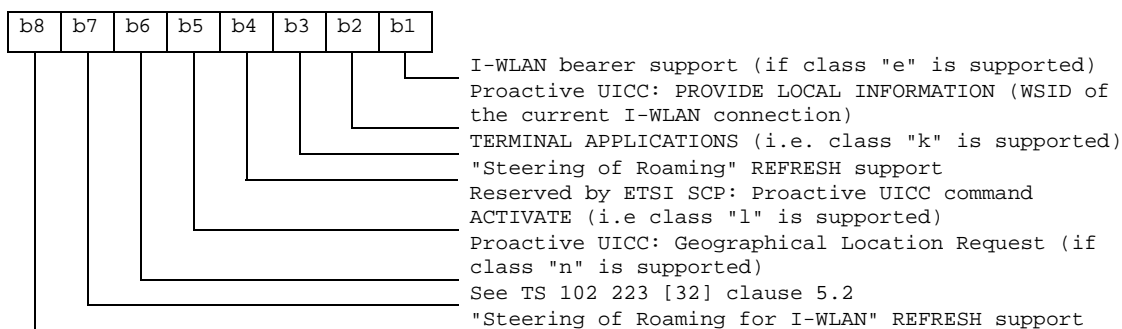 b8 b7 b6 b5 b4 b3 b2 b1
I-WLAN bearer support (if class "e" is supported)
Proactive UICC: PROVIDE LOCAL INFORMATION (WSID of
the current I-WLAN connection)
TERMINAL APPLICATIONS (i.e. class "k" is supported)
"Steering of Roaming" REFRESH support
Reserved by ETSI SCP: Proactive UICC command
ACTIVATE (i.e class "l" is supported)
Proactive UICC: Geographical Location Request (if
class "n" is supported)
See TS 102 223 [32] clause 5.2
"Steering of Roaming for I-WLAN" REFRESH support